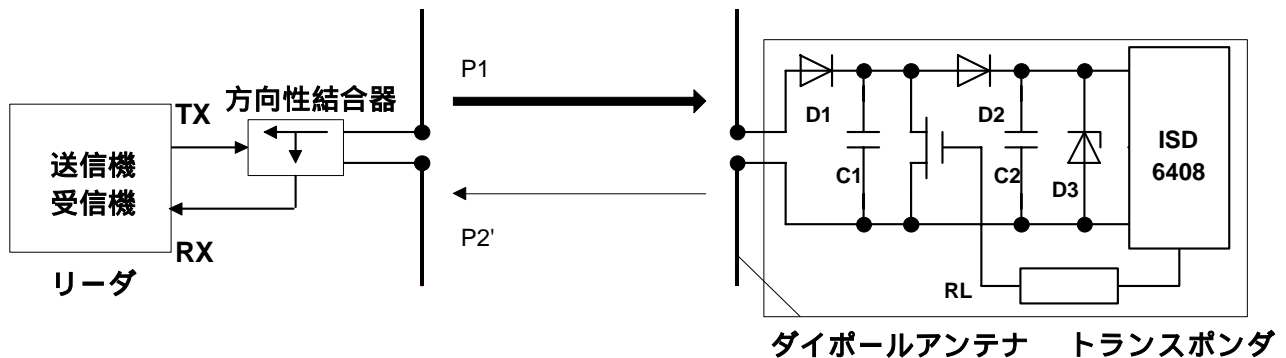 P1
方向性結合器
TX
D1
D2
送信機
受信機
ISD
6408
C1
C2
D3
P2'
RX
リーダ
RL
ダイポールアンテナ
トランスポンダ